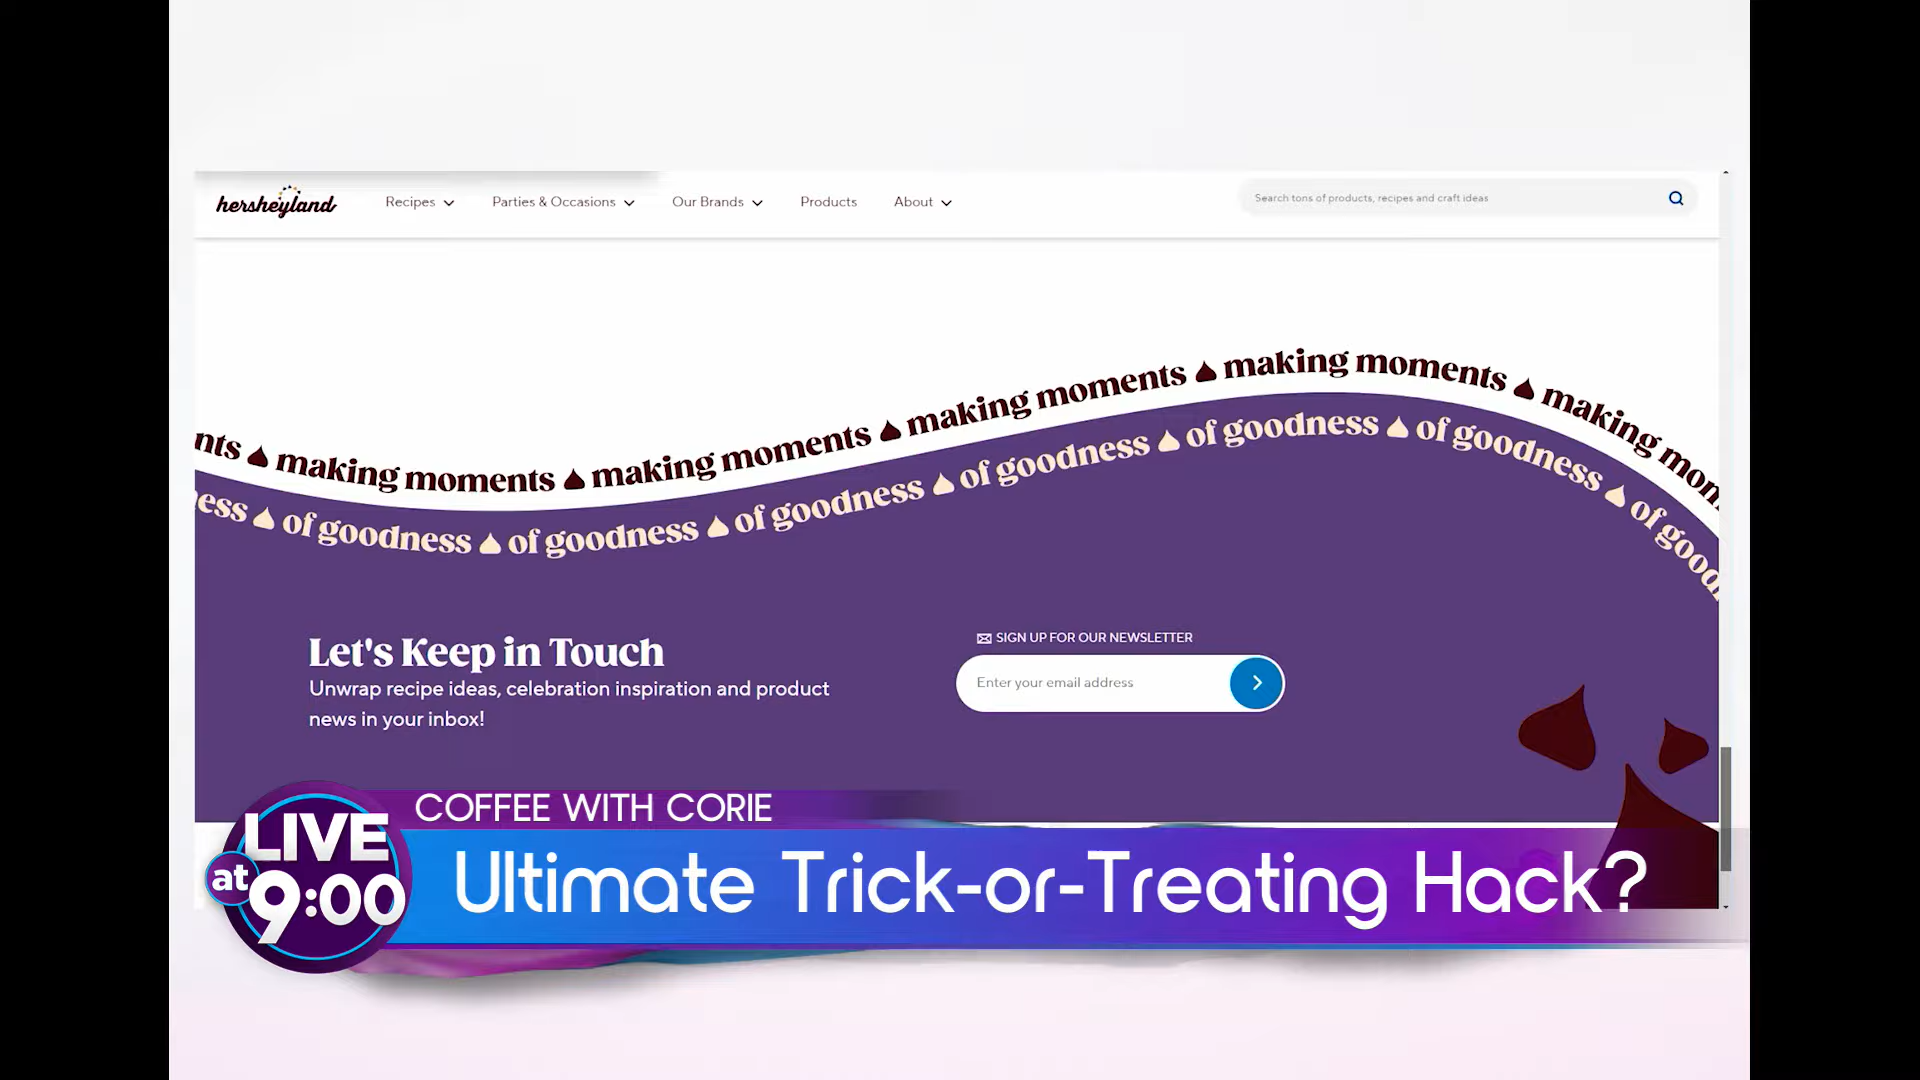 hersheyland Recipes Parties & Occasions Our Brands Products About Search tons of products, recipes and craft ideas
nts making moments making moments making moments making moments making mom
ess of goodness of goodness of goodness of goodness of goodness of goodness of good
Let's Keep in Touch
Unwrap recipe ideas, celebration inspiration and product
news in your inbox!
SIGN UP FOR OUR NEWSLETTER
Enter your email address
COFFEE WITH CORIE
LIVE
at
9:00
Ultimate Trick-or-Treating Hack?